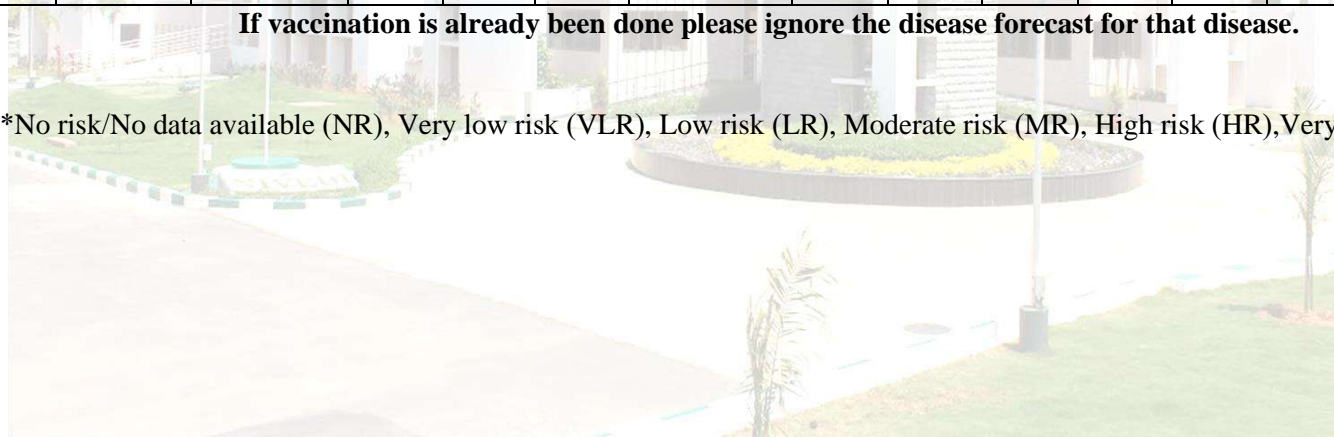 If vaccination is already been done please ignore the disease forecast for that disease.
*No risk/No data available (NR), Very low risk (VLR), Low risk (LR), Moderate risk (MR), High risk (HR),Very